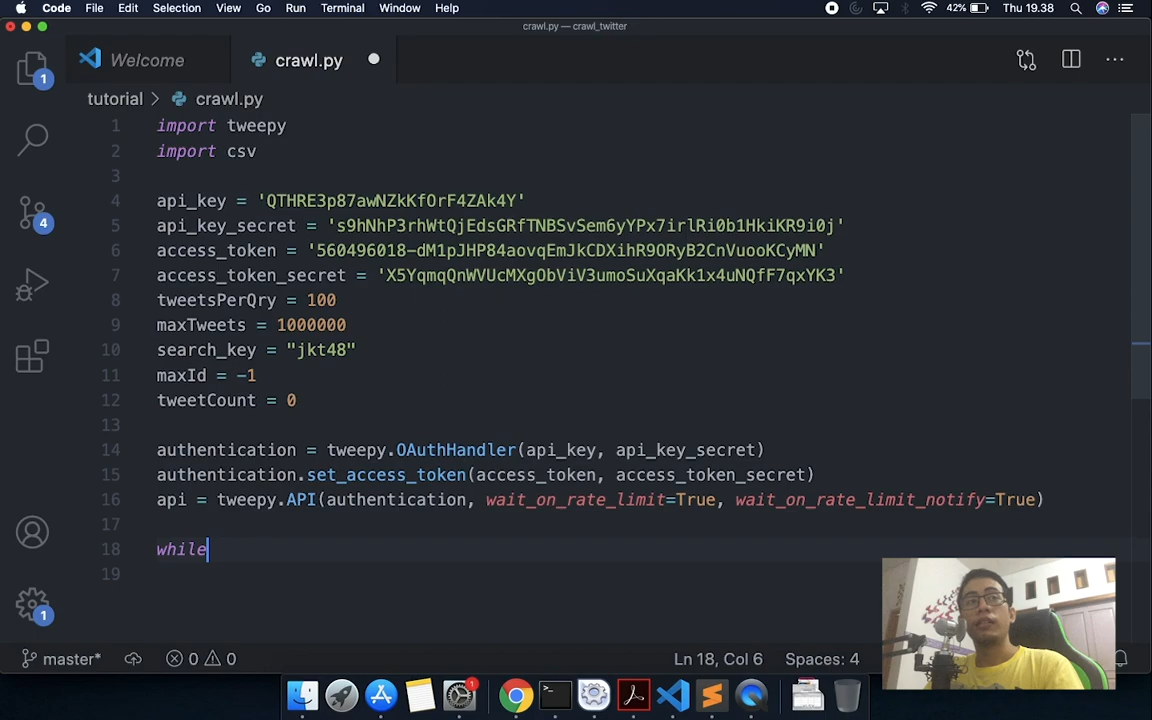 Code File Edit Selection View Go Run Terminal Window Help 42% Thu 19.38
crawl.py — crawl_twitter
Welcome crawl.py
tutorial > crawl.py
1 import tweepy
2 import csv
3
4 api_key = 'QTHRE3p87awNZkKfOrF4ZAk4Y'
5 api_key_secret = 's9hNhP3rhWtQjEdsGRfTNBSvSem6yYPx7irlRi0b1HkiKR9i0j'
6 access_token = '560496018-dM1pJHP84aovqEmJkCDXihR9ORyB2CnVuooKCyMN'
7 access_token_secret = 'X5YqmqQnWVUcMXgObViV3umoSuXqaKk1x4uNQfF7qxYK3'
8 tweetsPerQry = 100
9 maxTweets = 1000000
10 search_key = "jkt48"
11 maxId = -1
12 tweetCount = 0
13
14 authentication = tweepy.OAuthHandler(api_key, api_key_secret)
15 authentication.set_access_token(access_token, access_token_secret)
16 api = tweepy.API(authentication, wait_on_rate_limit=True, wait_on_rate_limit_notify=True)
17
18 while
19
1
4
1
master* 0 0 Ln 18, Col 6 Spaces: 4
1